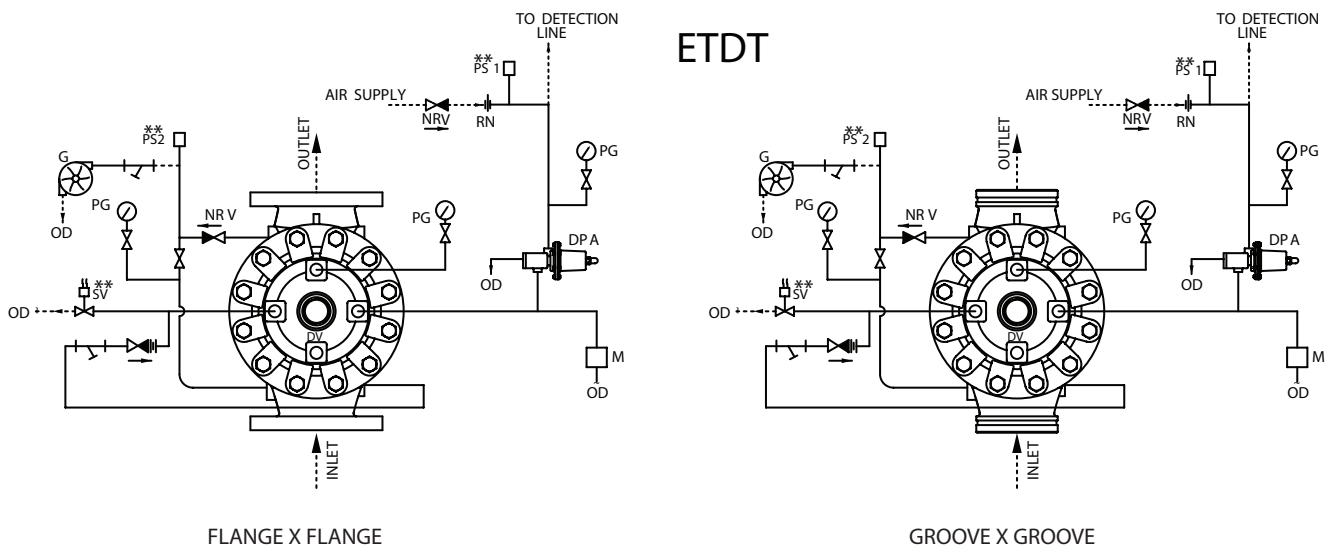 TO DETECTION
LINE
**
PS 1
AIR SUPPLY
NRV
RN
**
PS2
G
OUTLET
PG
PG
NR V
PG
OD
DP A
OD
**
SV
OD
DV
M
OD
INLET
FLANGE X FLANGE
ETDT
TO DETECTION
LINE
**
PS 1
AIR SUPPLY
NRV
RN
**
PS 2
G
OUTLET
PG
PG
NR V
PG
OD
DP A
OD
**
SV
OD
DV
M
OD
INLET
GROOVE X GROOVE